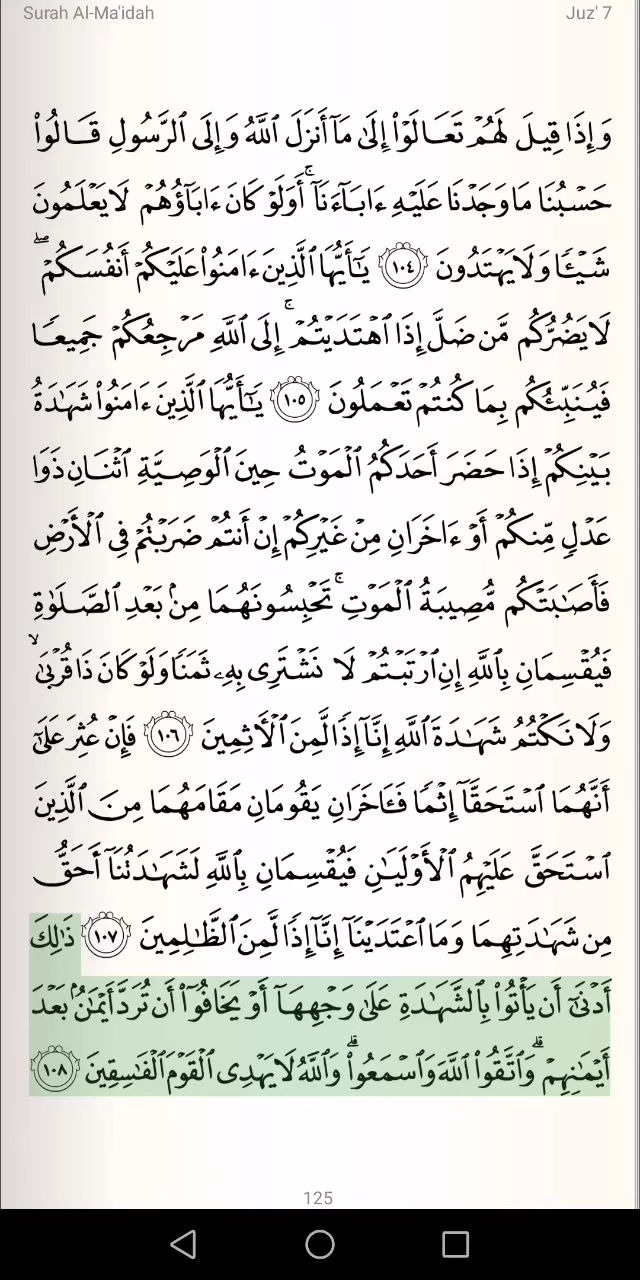 Surah Al-Ma'idah Juz' 7
وَإِذَا قِيلَ لَهُمْ تَعَالَوْا۟ إِلَىٰ مَآ أَنزَلَ ٱللَّهُ وَإِلَى ٱلرَّسُولِ قَالُوا۟
حَسْبُنَا مَا وَجَدْنَا عَلَيْهِ ءَابَآءَنَآ ۚ أَوَلَوْ كَانَ ءَابَآؤُهُمْ لَا يَعْلَمُونَ
شَيْـًٔا وَلَا يَهْتَدُونَ ١٠٤ يَـٰٓأَيُّهَا ٱلَّذِينَ ءَامَنُوا۟ عَلَيْكُمْ أَنفُسَكُمْ ۖ
لَا يَضُرُّكُم مَّن ضَلَّ إِذَا ٱهْتَدَيْتُمْ ۚ إِلَى ٱللَّهِ مَرْجِعُكُمْ جَمِيعًا
فَيُنَبِّئُكُم بِمَا كُنتُمْ تَعْمَلُونَ ١٠٥ يَـٰٓأَيُّهَا ٱلَّذِينَ ءَامَنُوا۟ شَهَـٰدَةُ
بَيْنِكُمْ إِذَا حَضَرَ أَحَدَكُمُ ٱلْمَوْتُ حِينَ ٱلْوَصِيَّةِ ٱثْنَانِ ذَوَا
عَدْلٍ مِّنكُمْ أَوْ ءَاخَرَانِ مِنْ غَيْرِكُمْ إِنْ أَنتُمْ ضَرَبْتُمْ فِى ٱلْأَرْضِ
فَأَصَـٰبَتْكُم مُّصِيبَةُ ٱلْمَوْتِ ۚ تَحْبِسُونَهُمَا مِنۢ بَعْدِ ٱلصَّلَوٰةِ
فَيُقْسِمَانِ بِٱللَّهِ إِنِ ٱرْتَبْتُمْ لَا نَشْتَرِى بِهِۦ ثَمَنًا وَلَوْ كَانَ ذَا قُرْبَىٰ ۙ
وَلَا نَكْتُمُ شَهَـٰدَةَ ٱللَّهِ إِنَّآ إِذًا لَّمِنَ ٱلْـَٔاثِمِينَ ١٠٦ فَإِنْ عُثِرَ عَلَىٰٓ
أَنَّهُمَا ٱسْتَحَقَّآ إِثْمًا فَـَٔاخَرَانِ يَقُومَانِ مَقَامَهُمَا مِنَ ٱلَّذِينَ
ٱسْتَحَقَّ عَلَيْهِمُ ٱلْأَوْلَيَـٰنِ فَيُقْسِمَانِ بِٱللَّهِ لَشَهَـٰدَتُنَآ أَحَقُّ
مِن شَهَـٰدَتِهِمَا وَمَا ٱعْتَدَيْنَآ إِنَّآ إِذًا لَّمِنَ ٱلظَّـٰلِمِينَ ١٠٧ ذَٰلِكَ
أَدْنَىٰٓ أَن يَأْتُوا۟ بِٱلشَّهَـٰدَةِ عَلَىٰ وَجْهِهَآ أَوْ يَخَافُوٓا۟ أَن تُرَدَّ أَيْمَـٰنٌۢ بَعْدَ
أَيْمَـٰنِهِمْ ۗ وَٱتَّقُوا۟ ٱللَّهَ وَٱسْمَعُوا۟ ۗ وَٱللَّهُ لَا يَهْدِى ٱلْقَوْمَ ٱلْفَـٰسِقِينَ ١٠٨
125